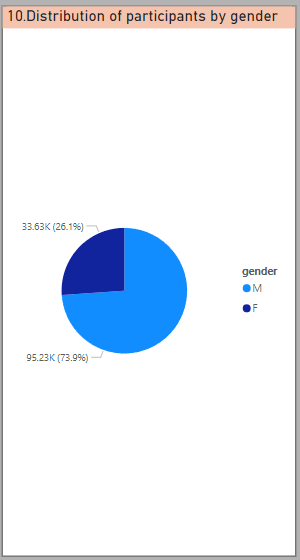 10.Distribution of participants by gender
33.63K (26.1%)
gender
M
F
95.23K (73.9%)